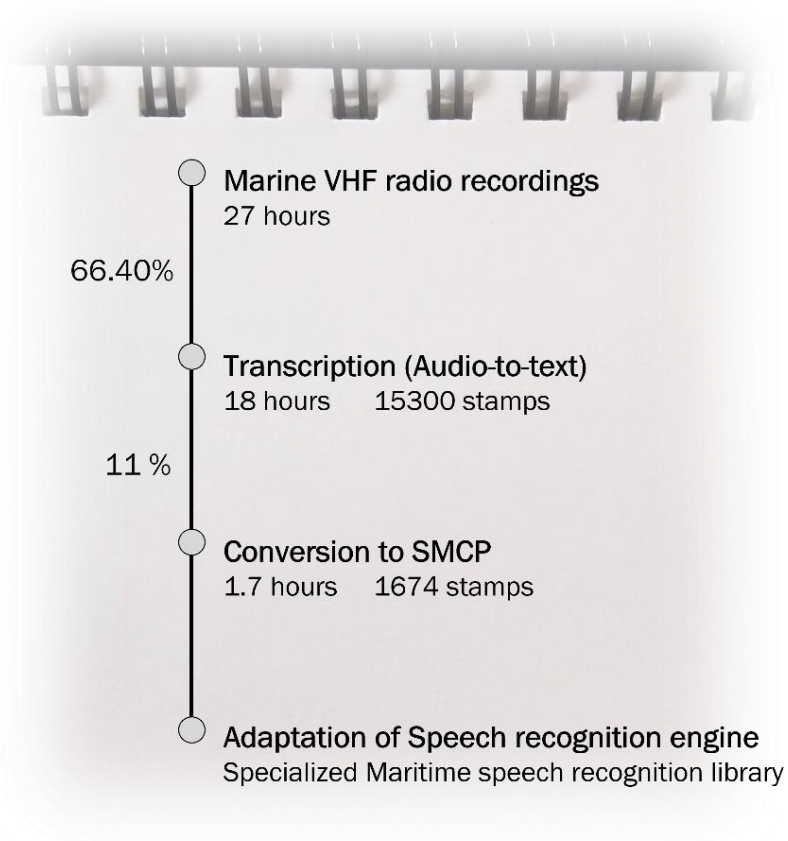 Marine VHF radio recordings
27 hours
66.40%
Transcription (Audio-to-text)
18 hours 15300 stamps
11 %
Conversion to SMCP
1.7 hours 1674 stamps
Adaptation of Speech recognition engine
Specialized Maritime speech recognition library